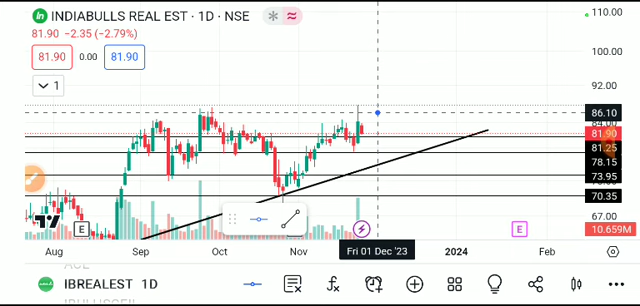 INDIABULLS REAL EST · 1D · NSE
81.90 −2.35 (−2.79%)
81.90 0.00 81.90
1
110.00
100.00
92.00
86.10
81.90
81.25
78.15
73.95
70.35
67.00
10.659M
E
E
Aug Sep Oct Nov Fri 01 Dec '23 2024 Feb
IBREALEST 1D